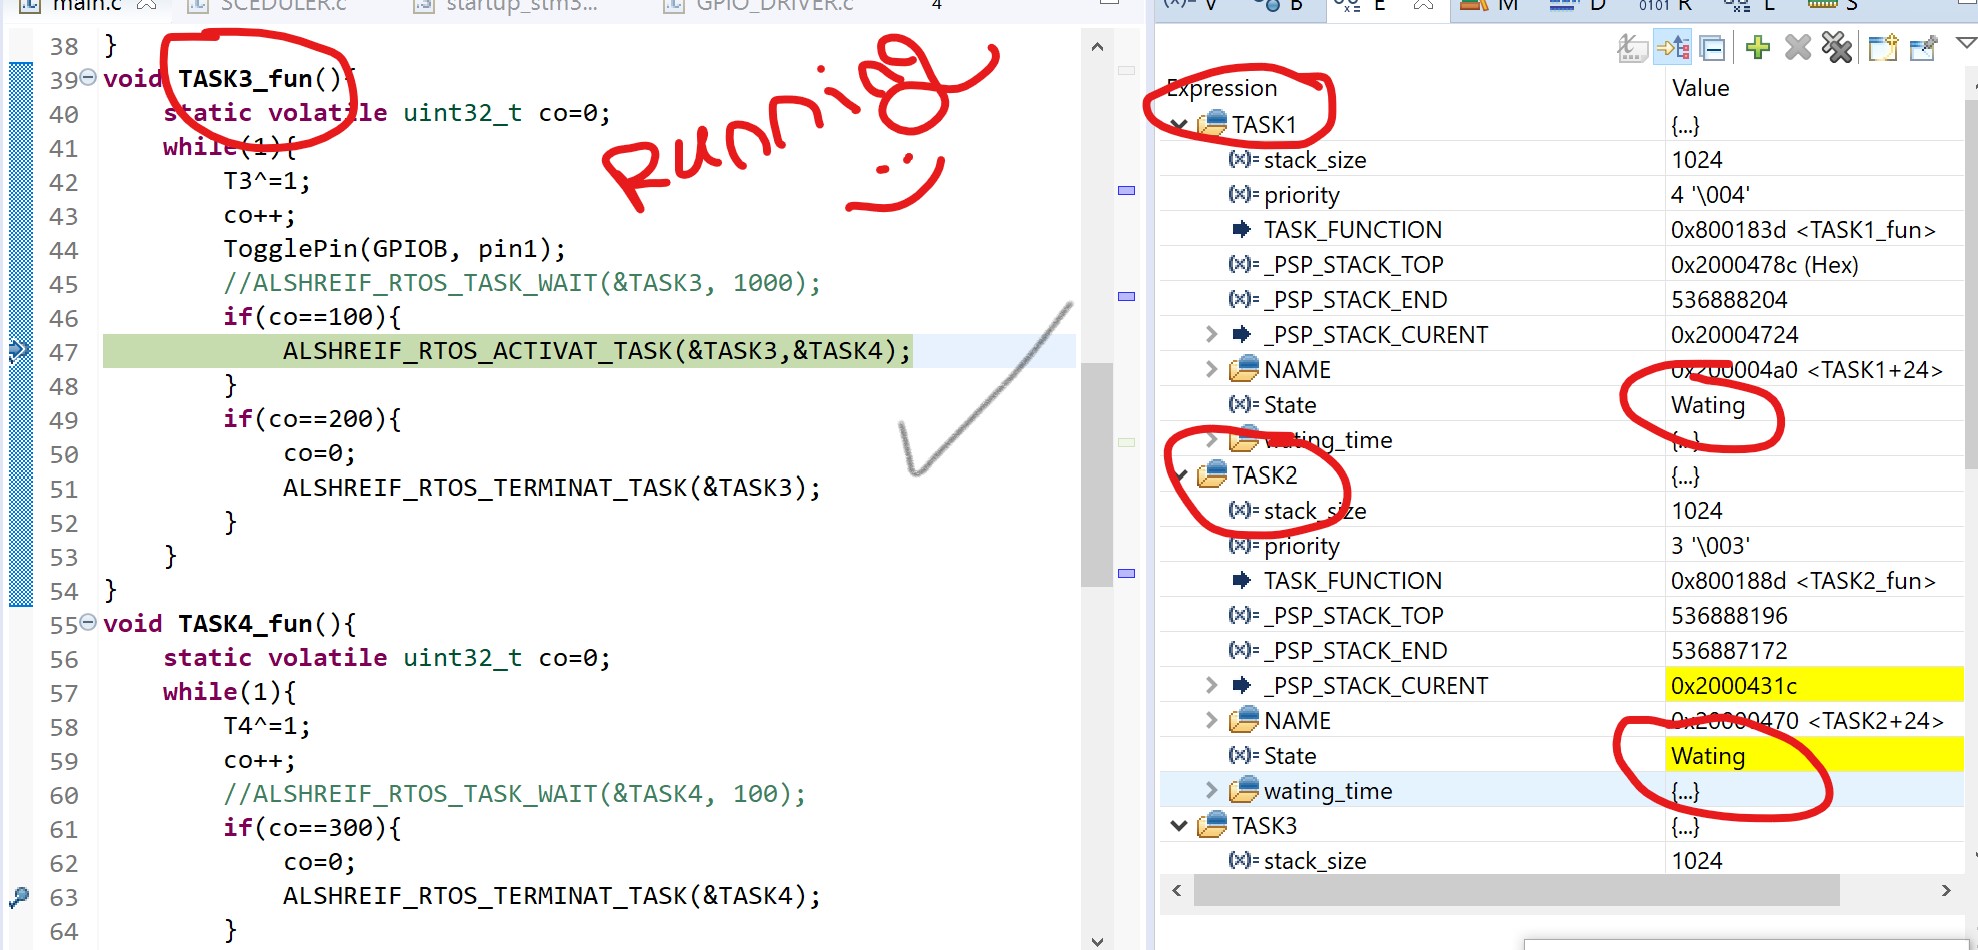 main.c
SCEDULER.c
startup_stm3...
GPIO_DRIVER.c
4
38 }
39 void TASK3_fun(){
40 static volatile uint32_t co=0;
41 while(1){
42 T3^=1;
43 co++;
44 TogglePin(GPIOB, pin1);
45 //ALSHREIF_RTOS_TASK_WAIT(&TASK3, 1000);
46 if(co==100){
47 ALSHREIF_RTOS_ACTIVAT_TASK(&TASK3,&TASK4);
48 }
49 if(co==200){
50 co=0;
51 ALSHREIF_RTOS_TERMINAT_TASK(&TASK3);
52 }
53 }
54 }
55 void TASK4_fun(){
56 static volatile uint32_t co=0;
57 while(1){
58 T4^=1;
59 co++;
60 //ALSHREIF_RTOS_TASK_WAIT(&TASK4, 100);
61 if(co==300){
62 co=0;
63 ALSHREIF_RTOS_TERMINAT_TASK(&TASK4);
64 }
Running
Expression Value
TASK1 {...}
(x)= stack_size 1024
(x)= priority 4 '\004'
TASK_FUNCTION 0x800183d <TASK1_fun>
(x)= _PSP_STACK_TOP 0x2000478c (Hex)
(x)= _PSP_STACK_END 536888204
_PSP_STACK_CURENT 0x20004724
NAME 0x200004a0 <TASK1+24>
(x)= State Wating
wating_time {...}
TASK2 {...}
(x)= stack_size 1024
(x)= priority 3 '\003'
TASK_FUNCTION 0x800188d <TASK2_fun>
(x)= _PSP_STACK_TOP 536888196
(x)= _PSP_STACK_END 536887172
_PSP_STACK_CURENT 0x2000431c
NAME 0x20000470 <TASK2+24>
(x)= State Wating
wating_time {...}
TASK3 {...}
(x)= stack_size 1024